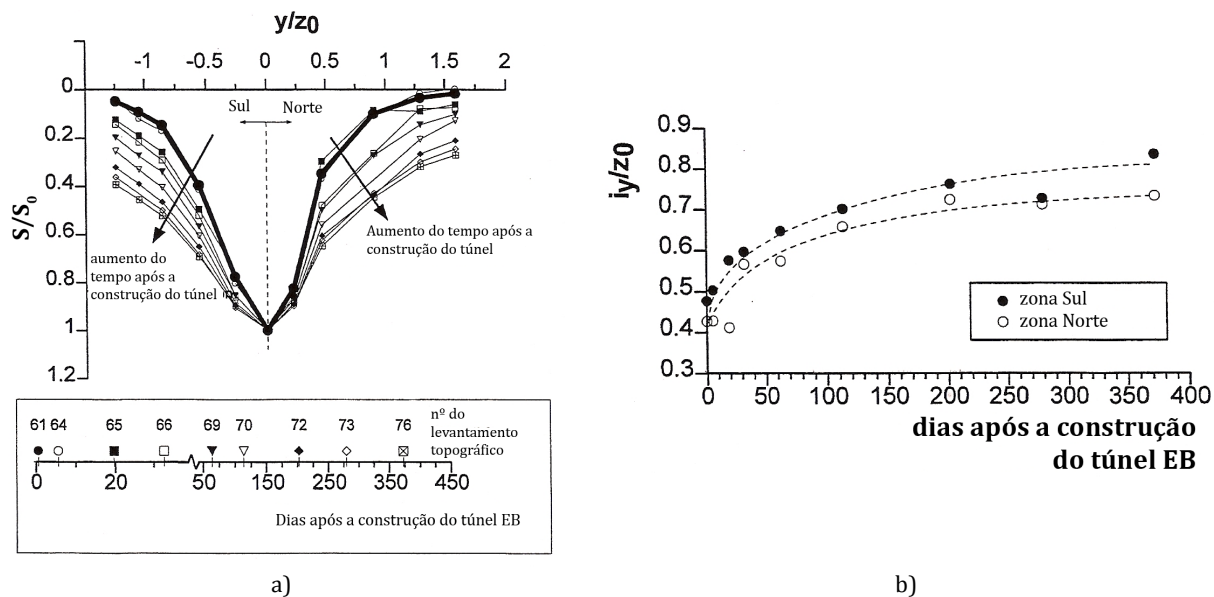 y/z0
-1 -0.5 0 0.5 1 1.5 2
0
0.2
0.4
0.6
0.8
1
1.2
S/S₀
Sul Norte
aumento do
tempo após a
construção do túnel
Aumento do tempo após a
construção do túnel
61 64 65 66 69 70 72 73 76
nº do
levantamento
topográfico
0 20 50 150 250 350 450
Dias após a construção do túnel EB
a)
iy/z0
0.9
0.8
0.7
0.6
0.5
0.4
0.3
zona Sul
zona Norte
0 50 100 150 200 250 300 350 400
dias após a construção
do túnel EB
b)